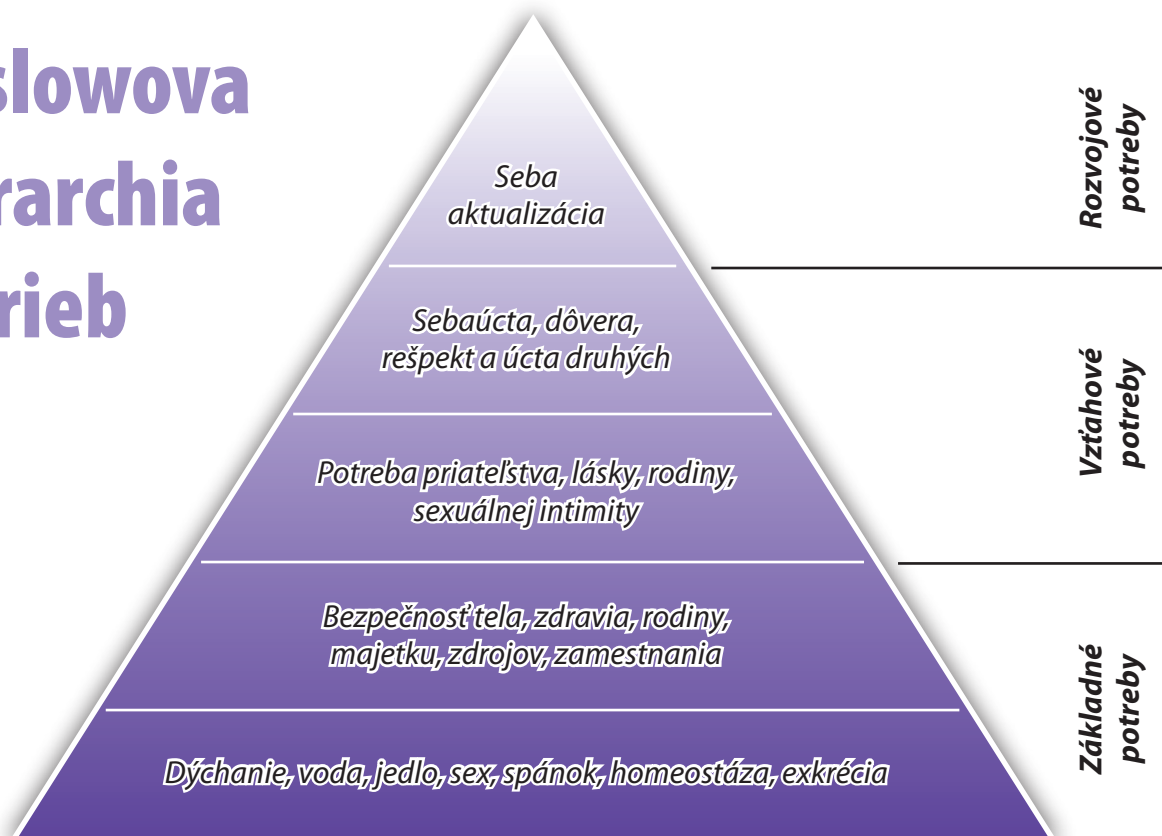 slowova
rarchia
rieb
Seba
aktualizácia
Sebaúcta, dôvera,
rešpekt a úcta druhých
Potreba priateľstva, lásky, rodiny,
sexuálnej intimity
Bezpečnosť tela, zdravia, rodiny,
majetku, zdrojov, zamestnania
Dýchanie, voda, jedlo, sex, spánok, homeostáza, exkrécia
Rozvojové
potreby
Vzťahové
potreby
Základné
potreby